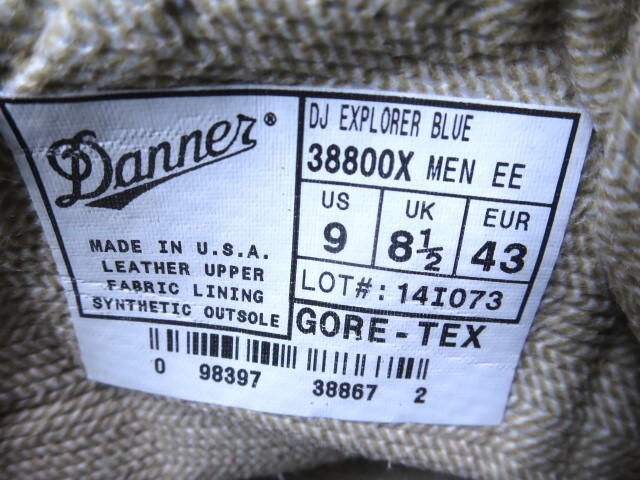 Danner®
MADE IN U.S.A.
LEATHER UPPER
FABRIC LINING
SYNTHETIC OUTSOLE
DJ EXPLORER BLUE
38800X MEN EE
US UK EUR
9 8½ 43
LOT#: 14I073
GORE-TEX
0 98397 38867 2